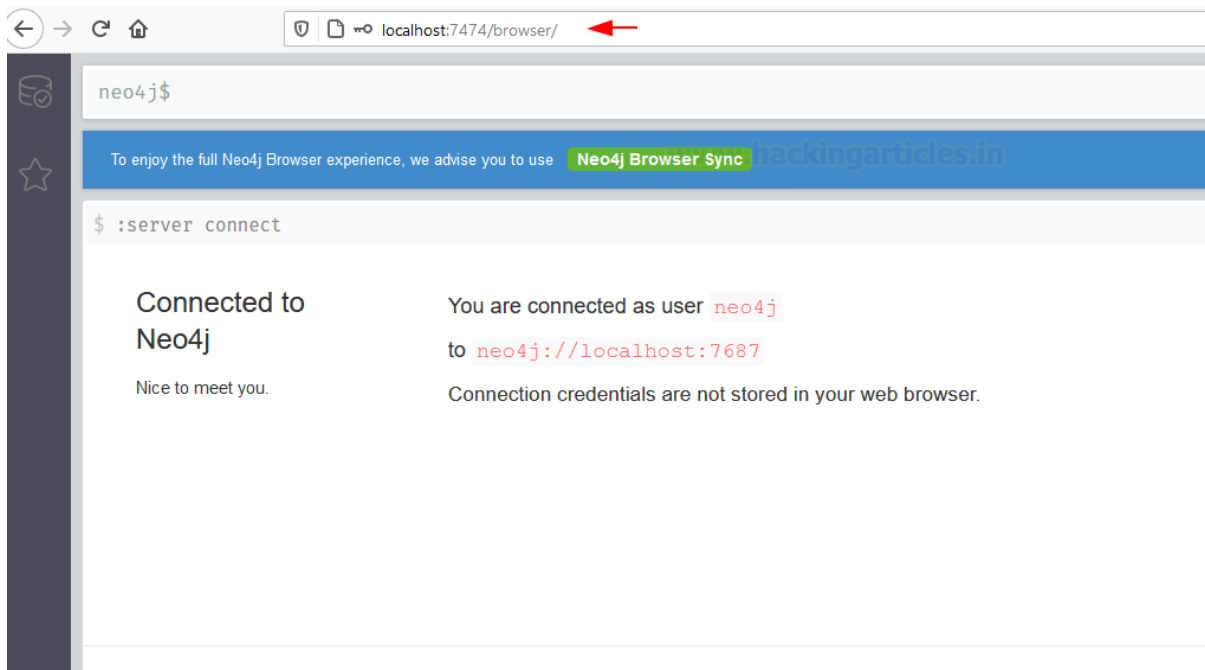 localhost:7474/browser/
neo4j$
To enjoy the full Neo4j Browser experience, we advise you to use Neo4j Browser Sync
hackingarticles.in
$ :server connect
Connected to
Neo4j
Nice to meet you.
You are connected as user neo4j
to neo4j://localhost:7687
Connection credentials are not stored in your web browser.